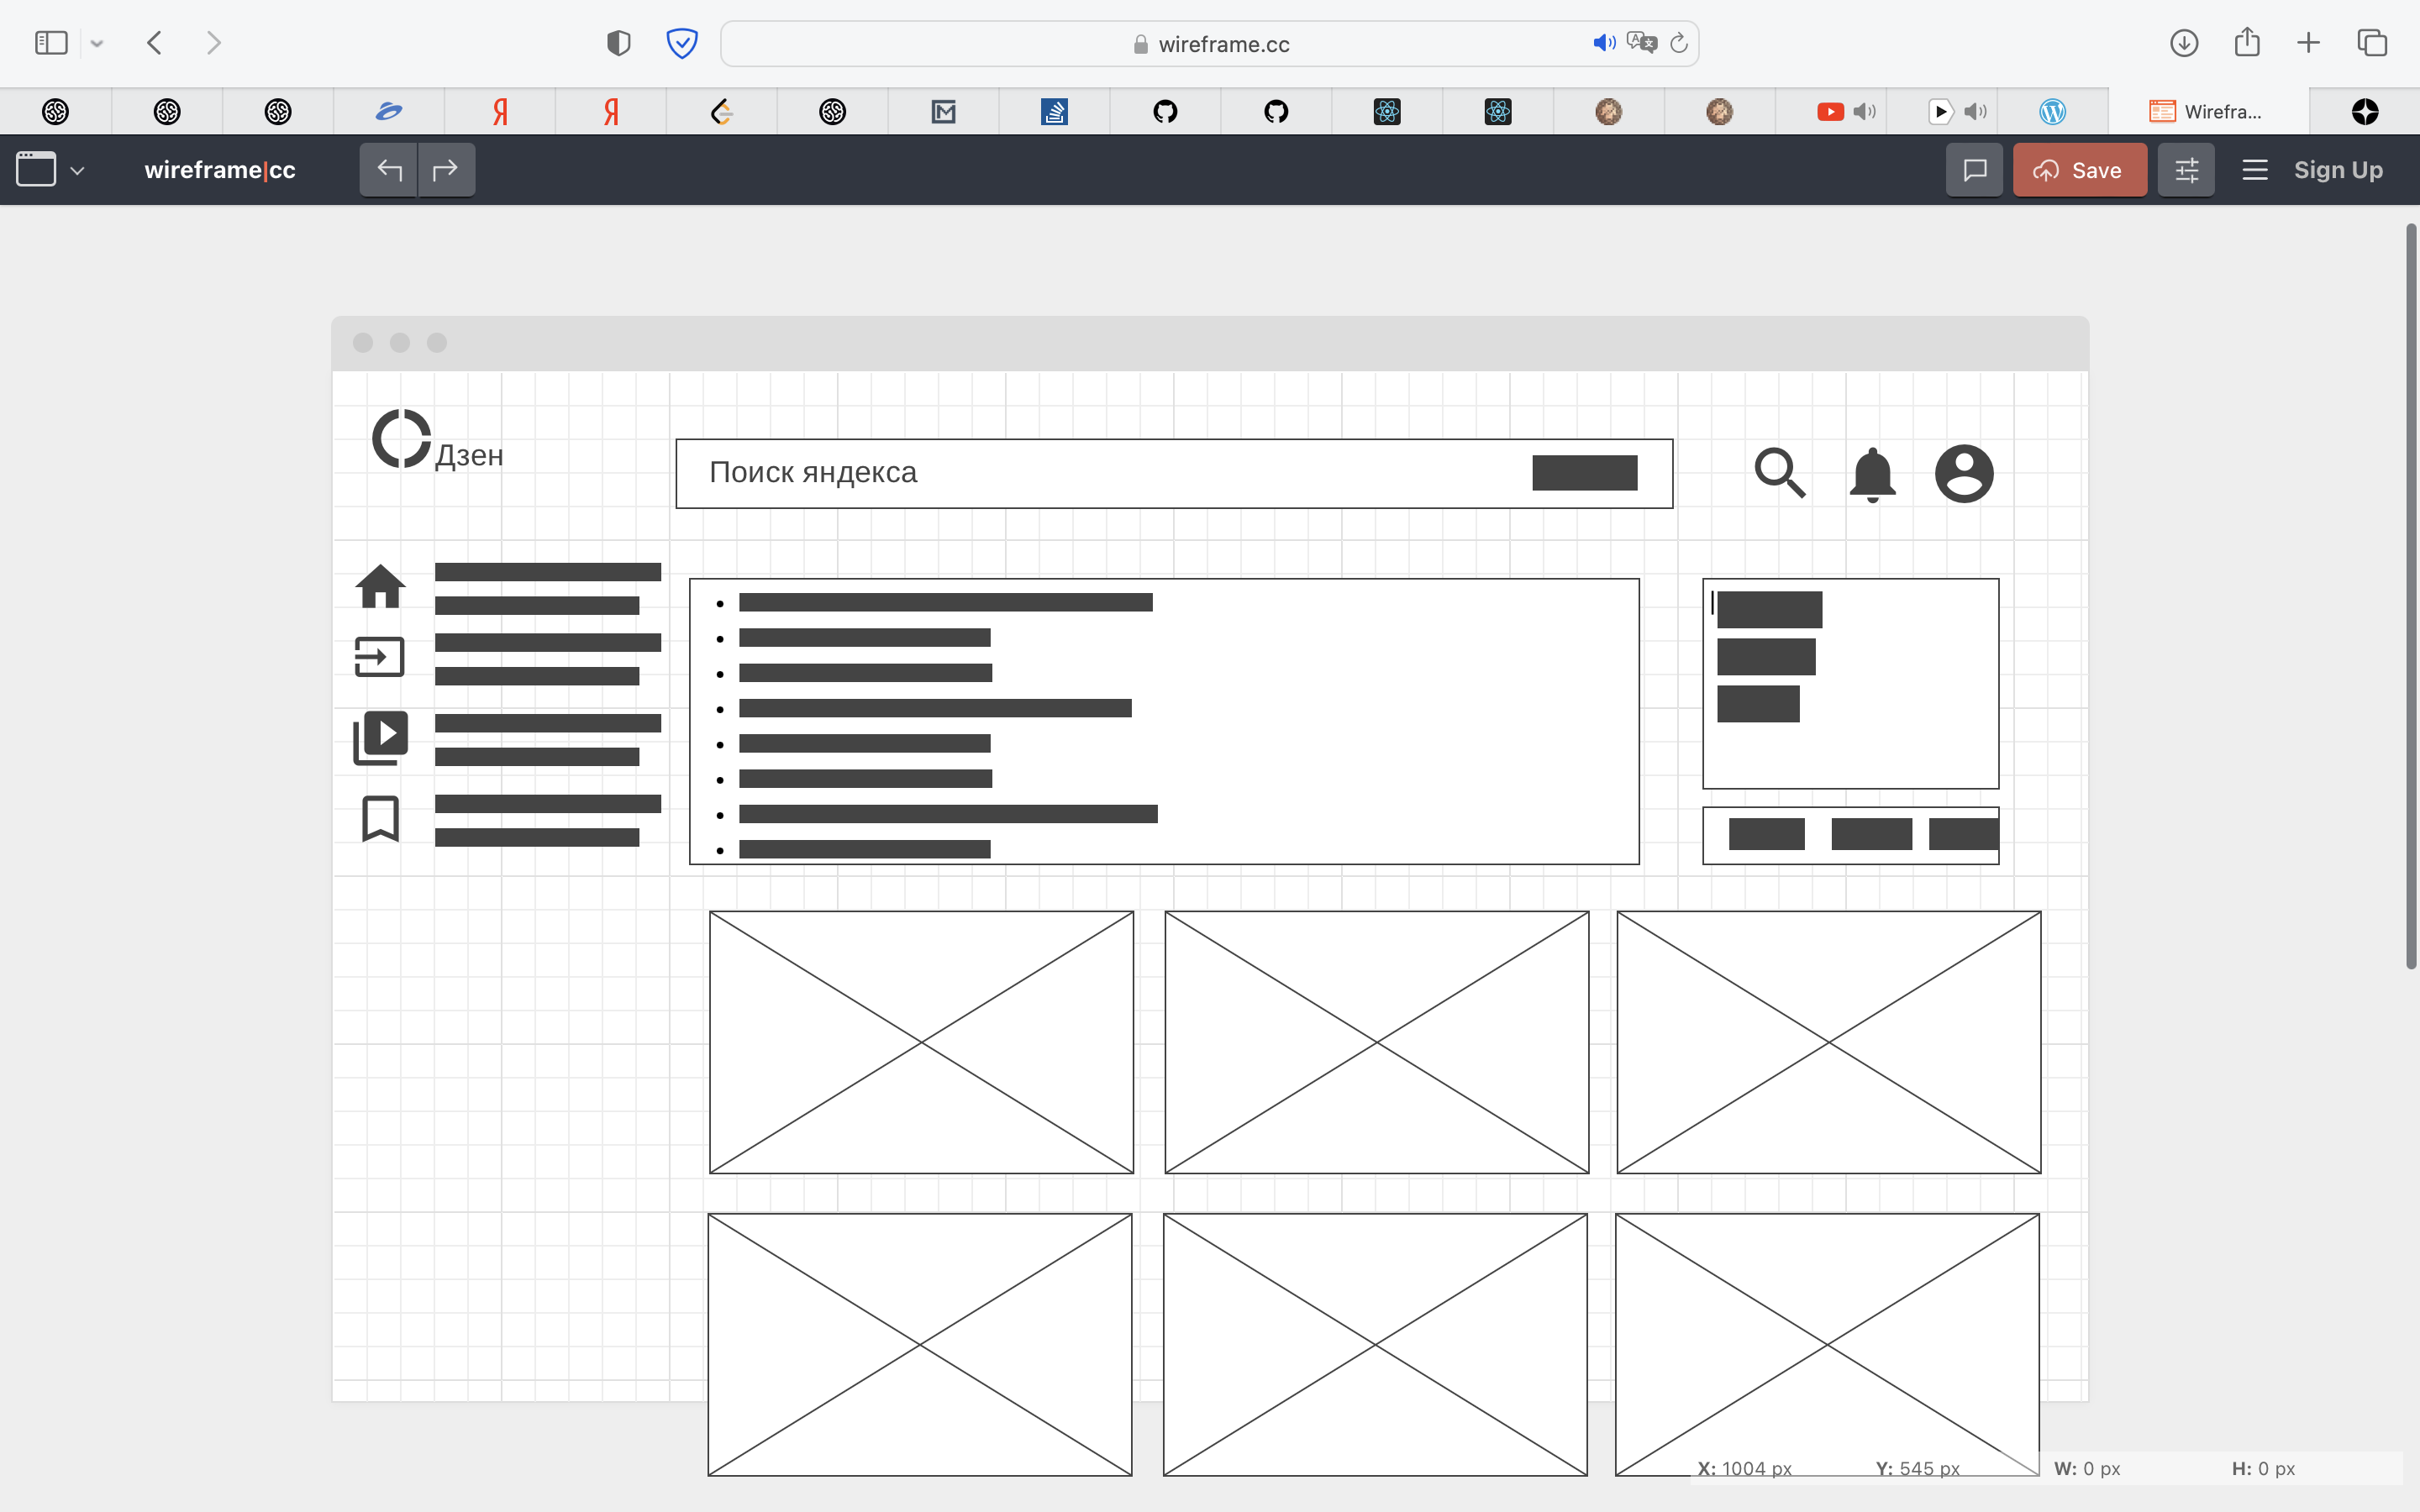 wireframe.cc
Wirefra...
wireframe|cc
Save
Sign Up
Дзен
Поиск яндекса
X: 1004 px Y: 545 px W: 0 px H: 0 px